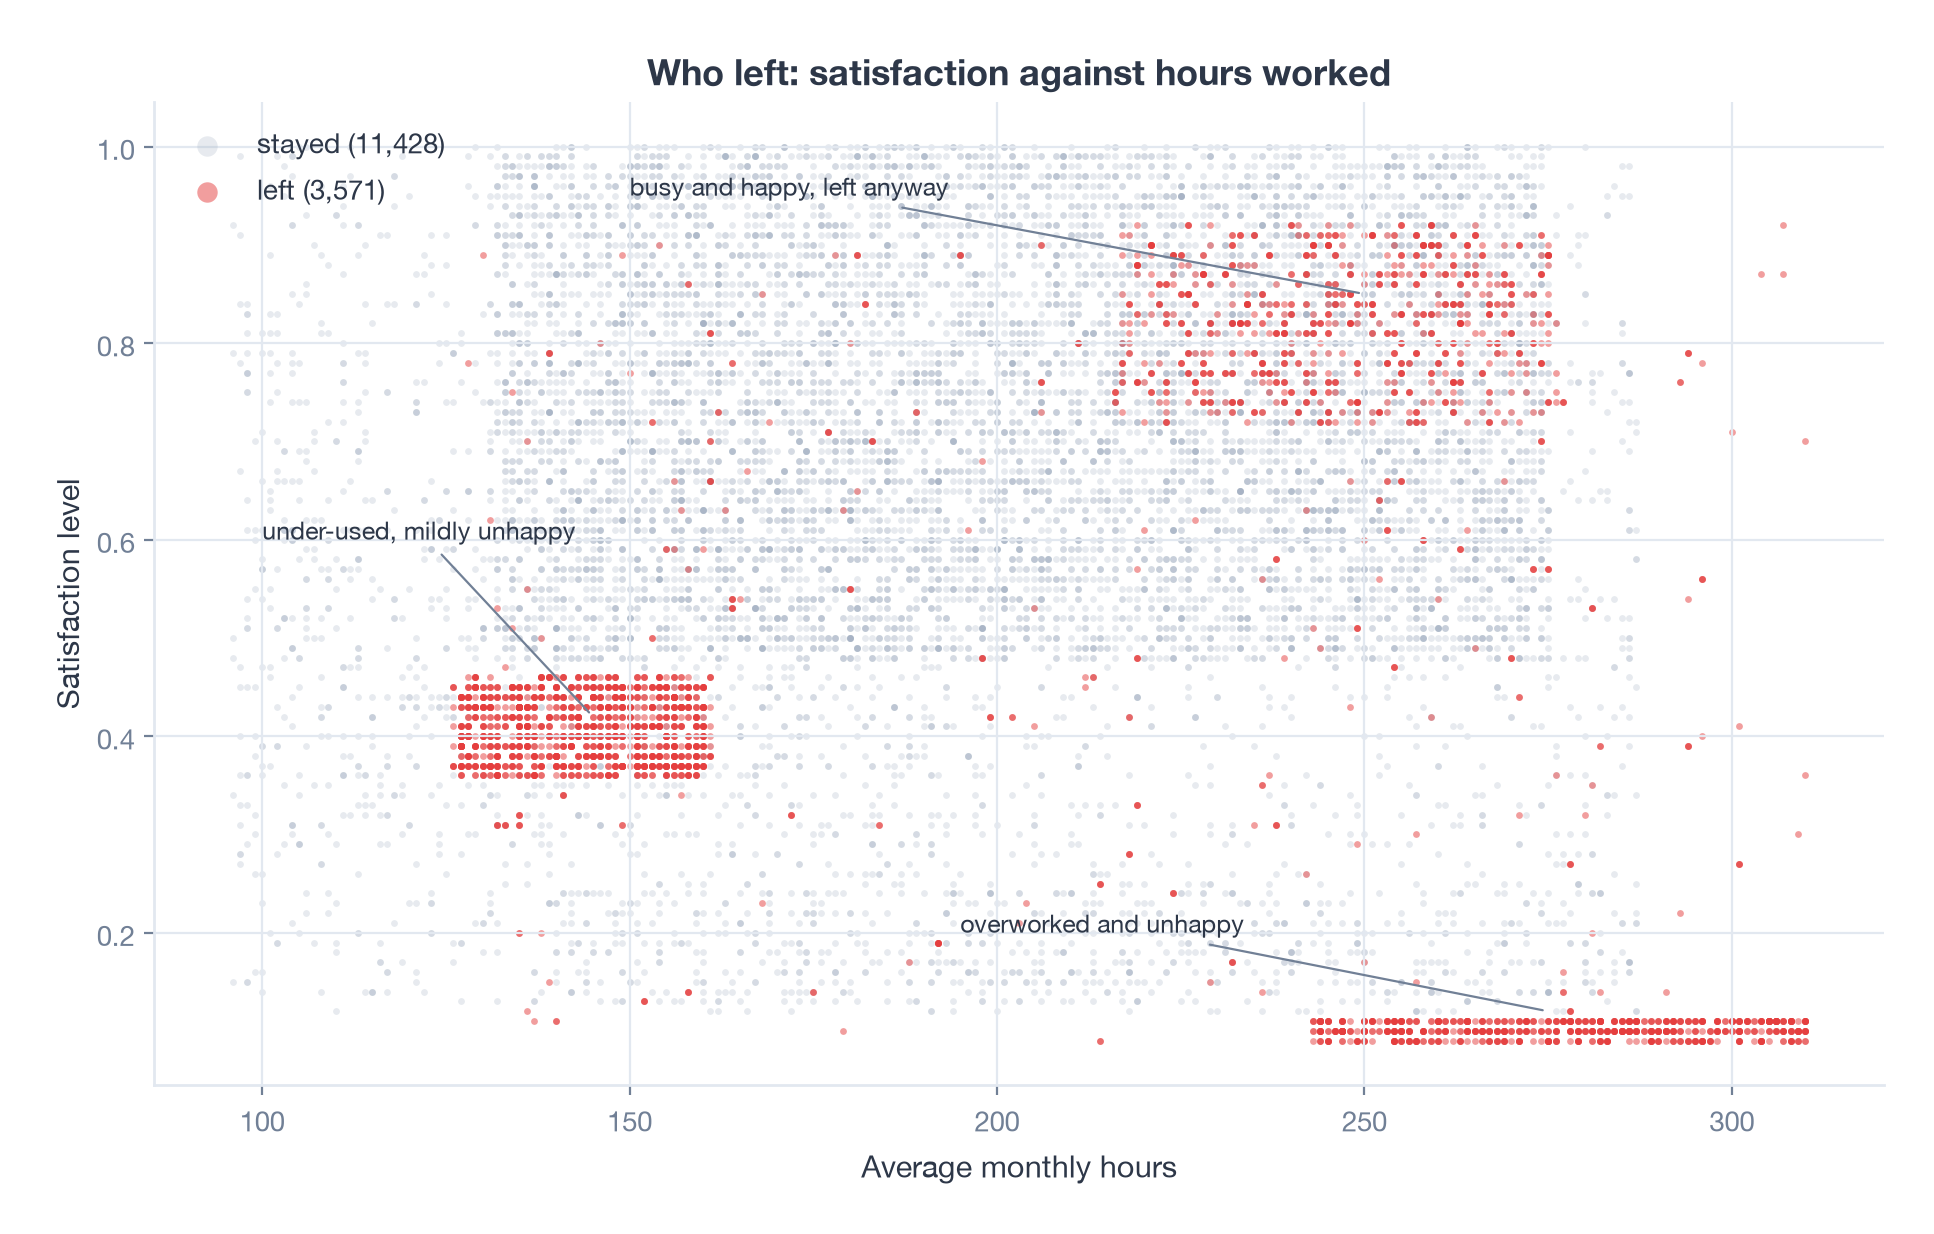 Who left: satisfaction against hours worked
stayed (11,428)
left (3,571)
busy and happy, left anyway
under-used, mildly unhappy
overworked and unhappy
Satisfaction level
1.0
0.8
0.6
0.4
0.2
100
150
200
250
300
Average monthly hours